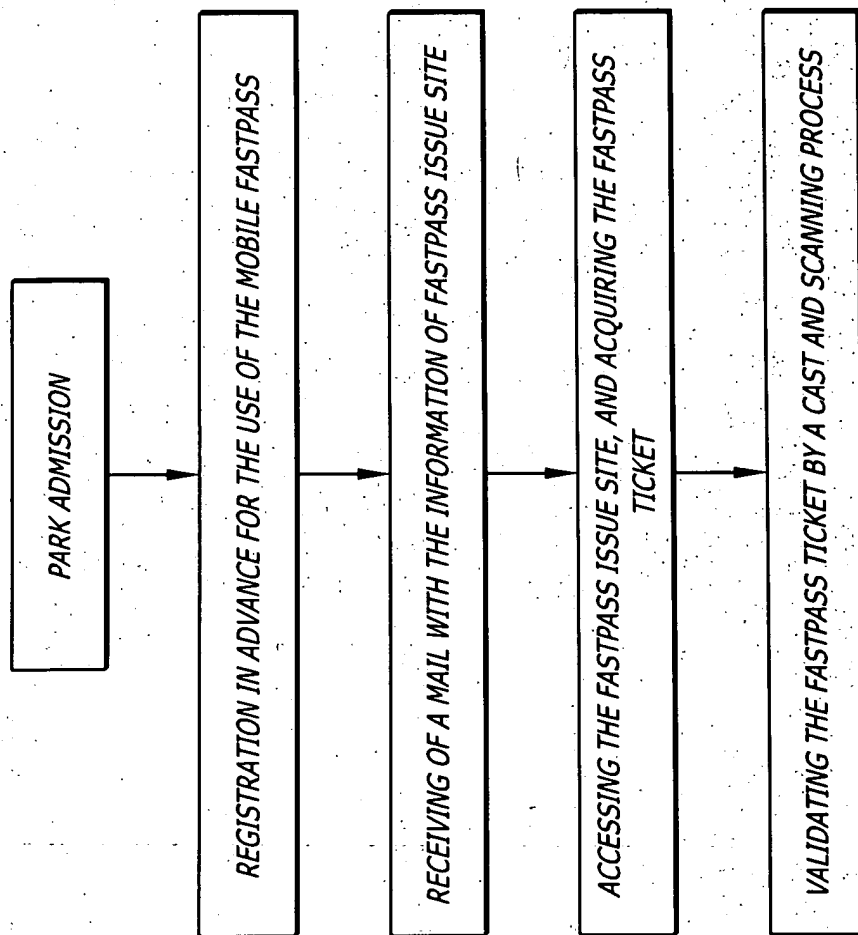 PARK ADMISSION
REGISTRATION IN ADVANCE FOR THE USE OF THE MOBILE FASTPASS
RECEIVING OF A MAIL WITH THE INFORMATION OF FASTPASS ISSUE SITE
ACCESSING THE FASTPASS ISSUE SITE, AND ACQUIRING THE FASTPASS
TICKET
VALIDATING THE FASTPASS TICKET BY A CAST AND SCANNING PROCESS